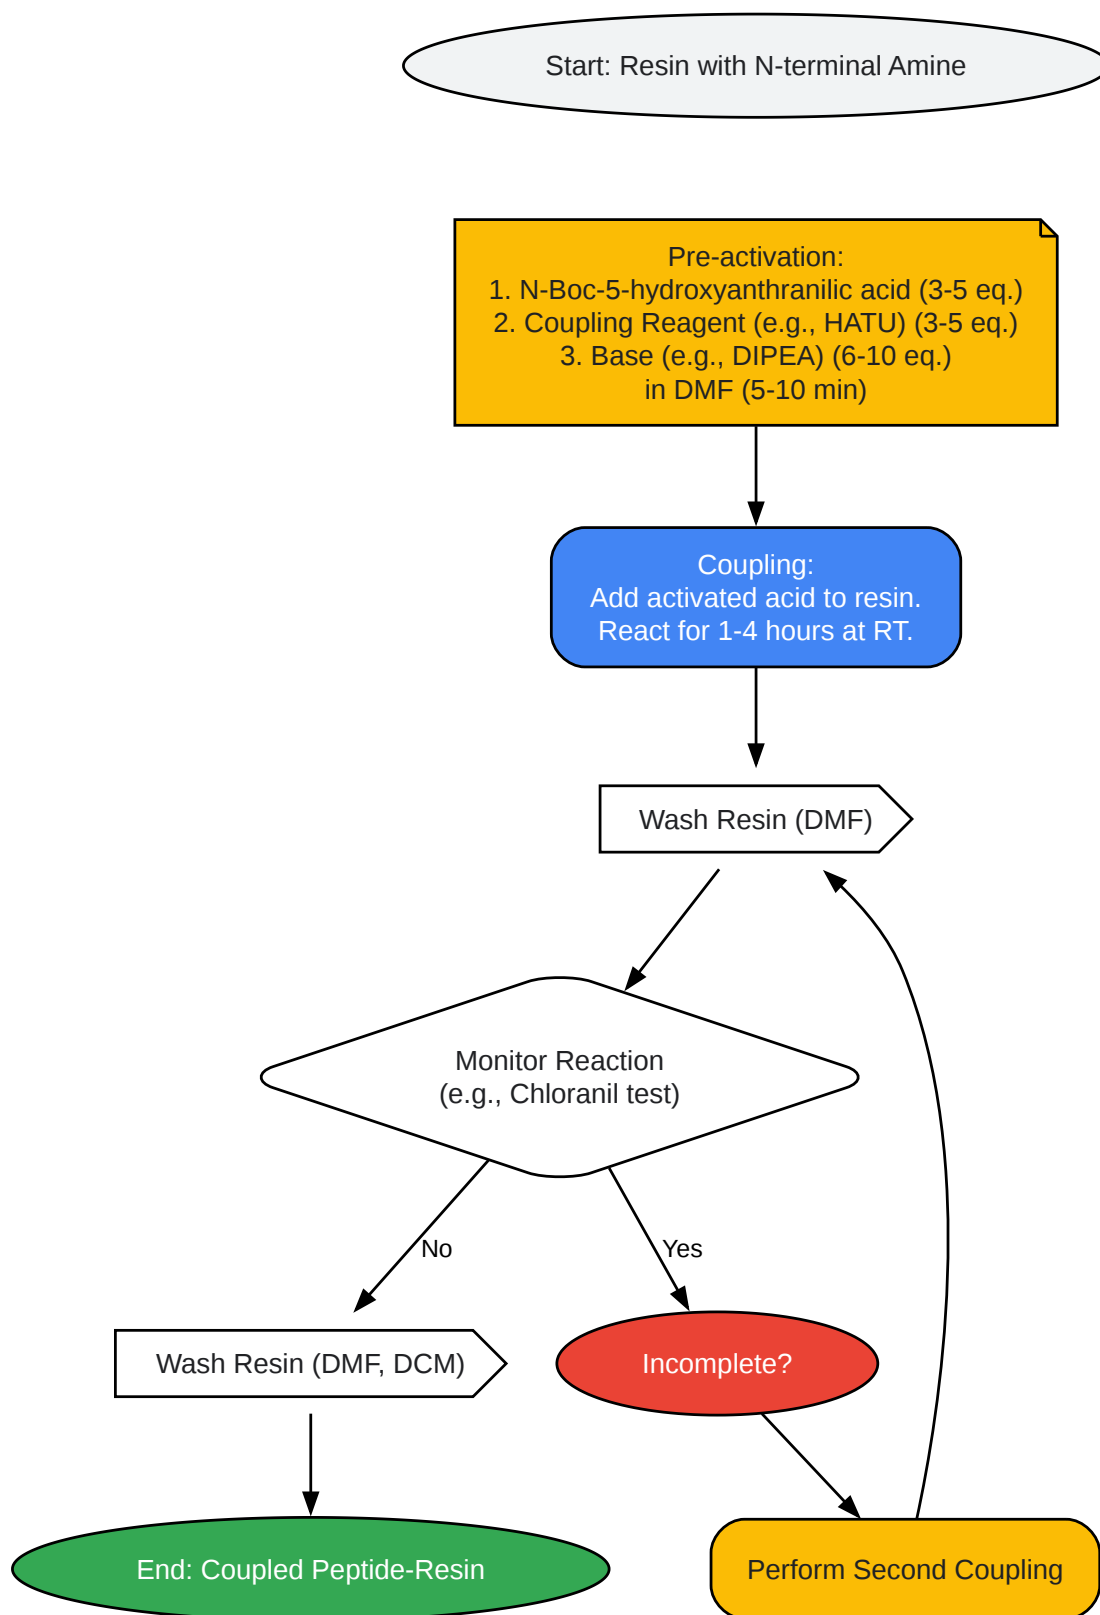 Start: Resin with N-terminal Amine
Pre-activation:
1. N-Boc-5-hydroxyanthranilic acid (3-5 eq.)
2. Coupling Reagent (e.g., HATU) (3-5 eq.)
3. Base (e.g., DIPEA) (6-10 eq.)
in DMF (5-10 min)
Coupling:
Add activated acid to resin.
React for 1-4 hours at RT.
Wash Resin (DMF)
Monitor Reaction
(e.g., Chloranil test)
No
Yes
Wash Resin (DMF, DCM)
Incomplete?
End: Coupled Peptide-Resin
Perform Second Coupling